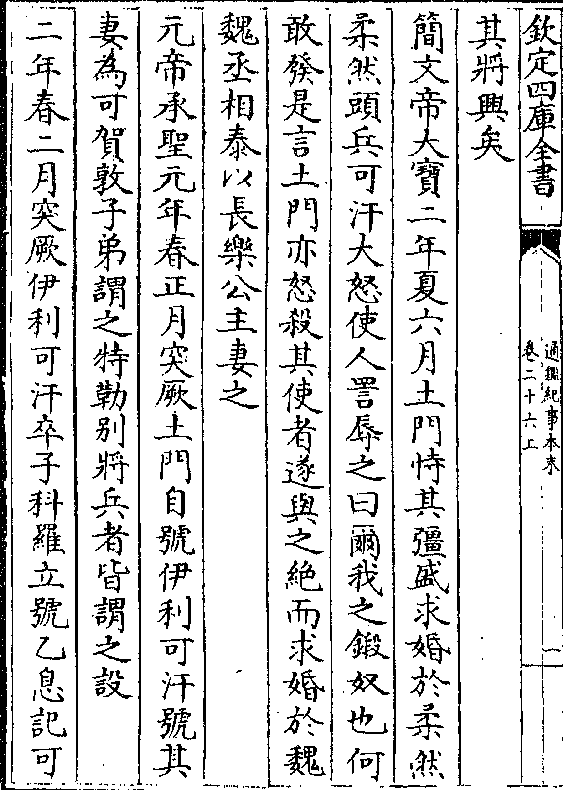 欽定四庫全書
通鑑紀事本末
卷二十六上
一
其將興矣
簡文帝大寶二年夏六月土門恃其彊盛求婚於柔然
柔然頭兵可汗大怒使人詈辱之曰爾我之鍛奴也何
敢發是言土門亦怒殺其使者遂與之絶而求婚於魏
魏丞相泰以長樂公主妻之
元帝承聖元年春正月突厥土門自號伊利可汗號其
妻為可賀敦子弟謂之特勒别將兵者皆謂之設
二年春二月突厥伊利可汗卒子科羅立號乙息記可